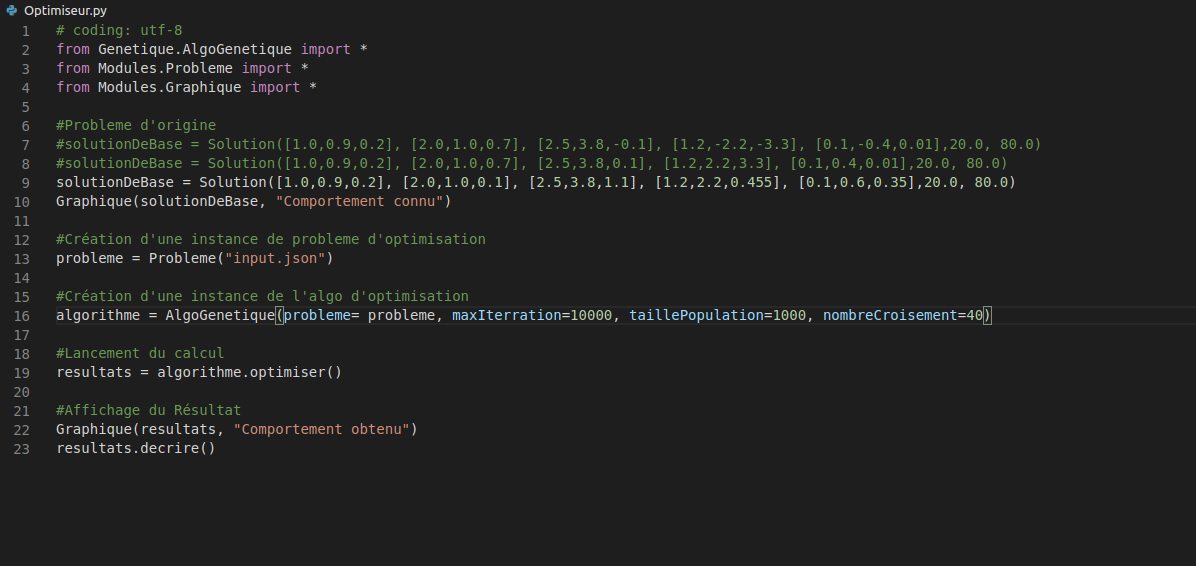 Optimiseur.py
1 # coding: utf-8
2 from Genetique.AlgoGenetique import *
3 from Modules.Probleme import *
4 from Modules.Graphique import *
5
6 #Probleme d'origine
7 #solutionDeBase = Solution([1.0,0.9,0.2], [2.0,1.0,0.7], [2.5,3.8,-0.1], [1.2,-2.2,-3.3], [0.1,-0.4,0.01],20.0, 80.0)
8 #solutionDeBase = Solution([1.0,0.9,0.2], [2.0,1.0,0.7], [2.5,3.8,0.1], [1.2,2.2,3.3], [0.1,0.4,0.01],20.0, 80.0)
9 solutionDeBase = Solution([1.0,0.9,0.2], [2.0,1.0,0.1], [2.5,3.8,1.1], [1.2,2.2,0.455], [0.1,0.6,0.35],20.0, 80.0)
10 Graphique(solutionDeBase, "Comportement connu")
11
12 #Création d'une instance de probleme d'optimisation
13 probleme = Probleme("input.json")
14
15 #Création d'une instance de l'algo d'optimisation
16 algorithme = AlgoGenetique(probleme= probleme, maxIterration=10000, taillePopulation=1000, nombreCroisement=40)
17
18 #Lancement du calcul
19 resultats = algorithme.optimiser()
20
21 #Affichage du Résultat
22 Graphique(resultats, "Comportement obtenu")
23 resultats.decrire()